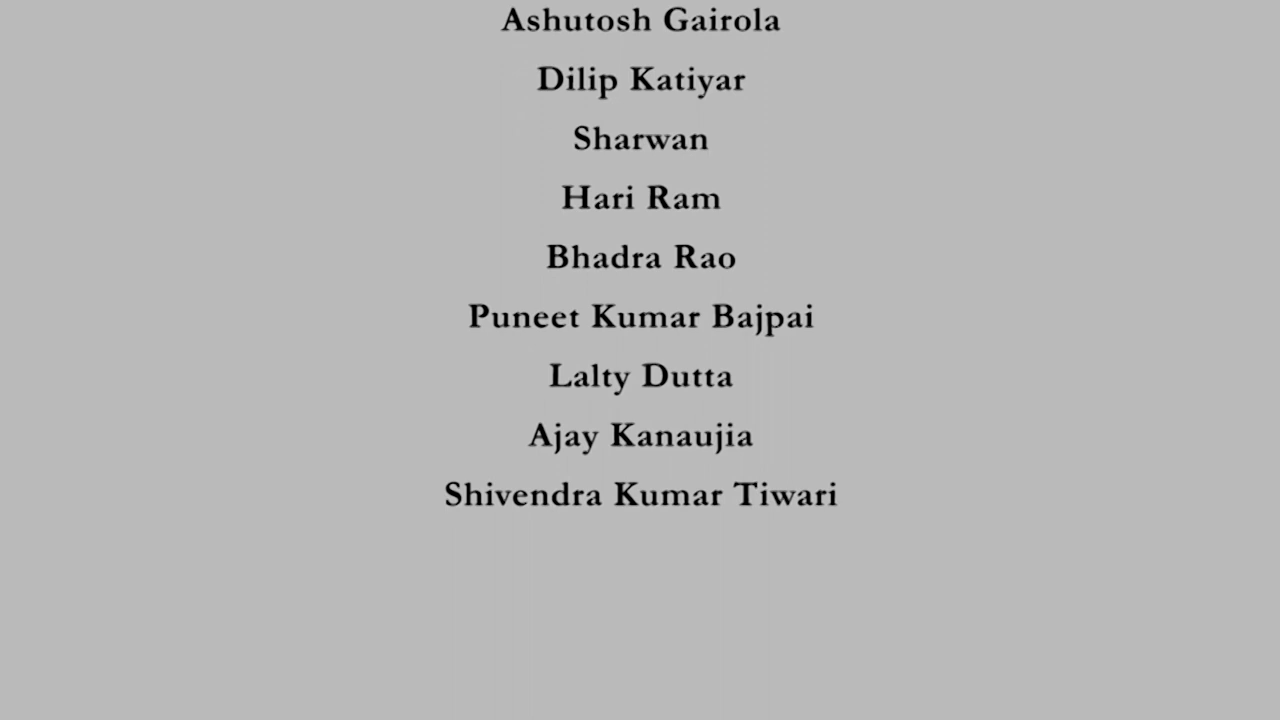 Ashutosh Gairola
Dilip Katiyar
Sharwan
Hari Ram
Bhadra Rao
Puneet Kumar Bajpai
Lalty Dutta
Ajay Kanaujia
Shivendra Kumar Tiwari